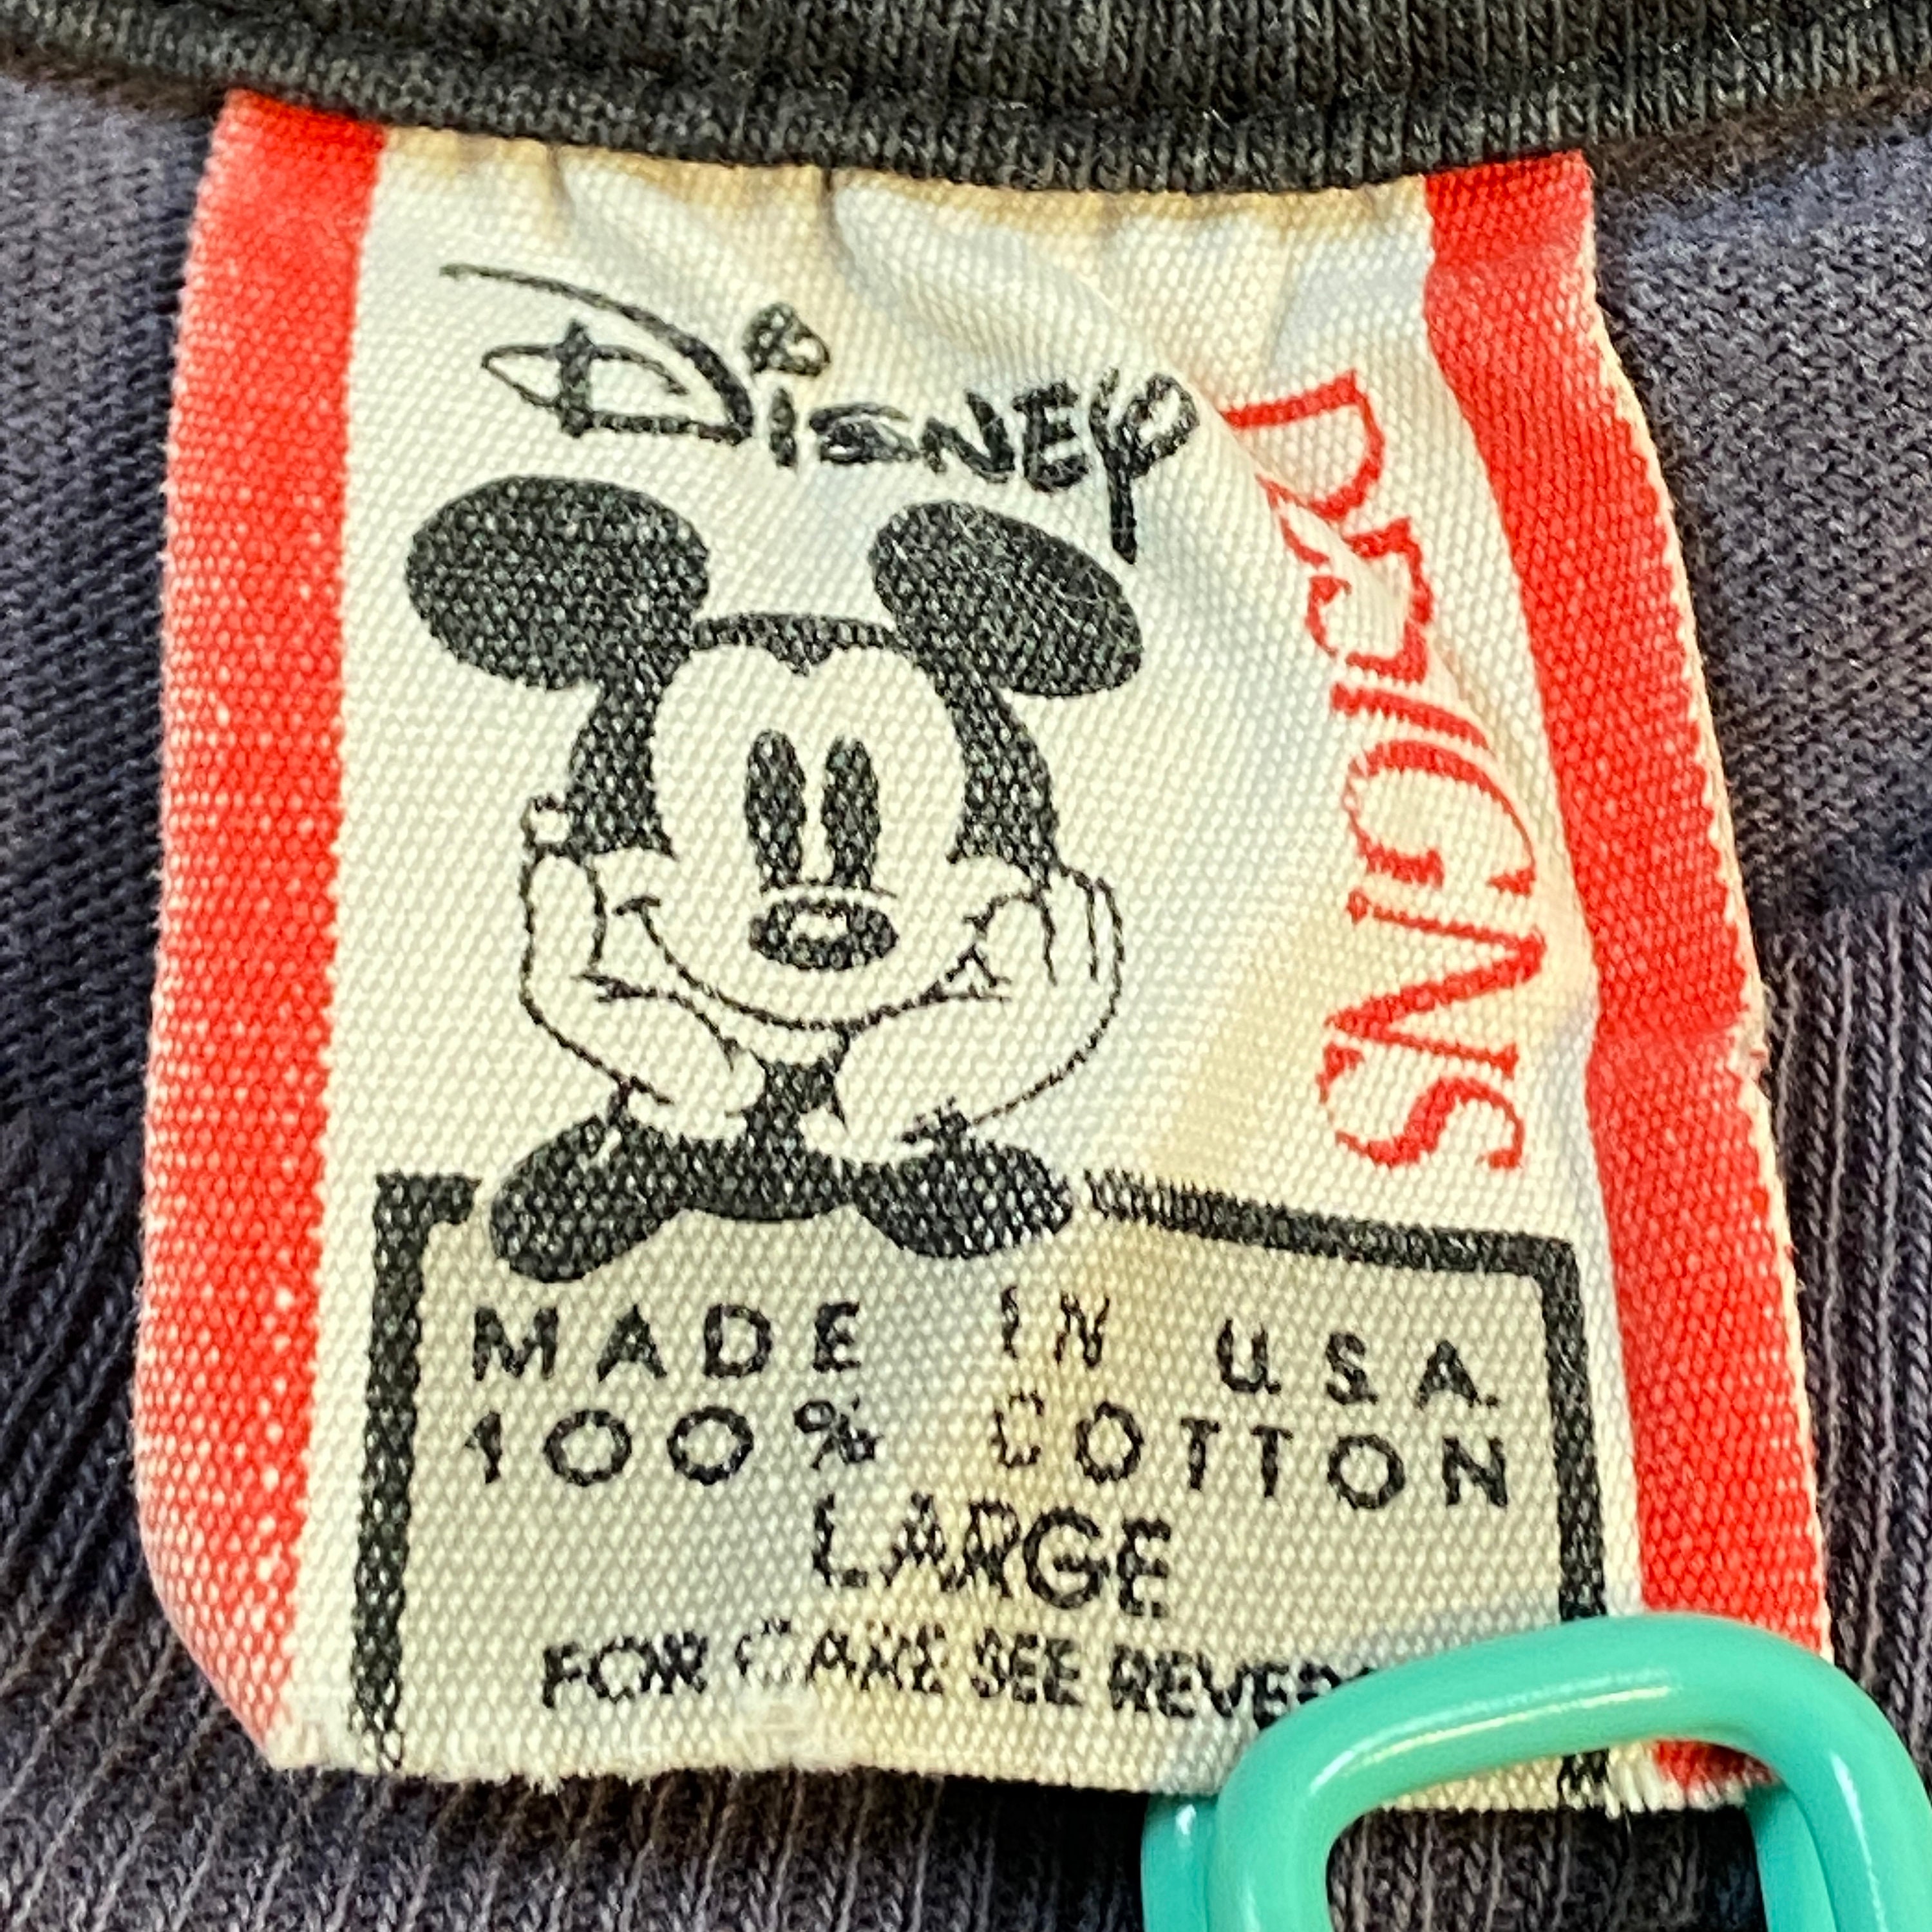 Disney
DESIGNS
MADE IN U.S.A.
100% COTTON
LARGE
FOR CARE SEE